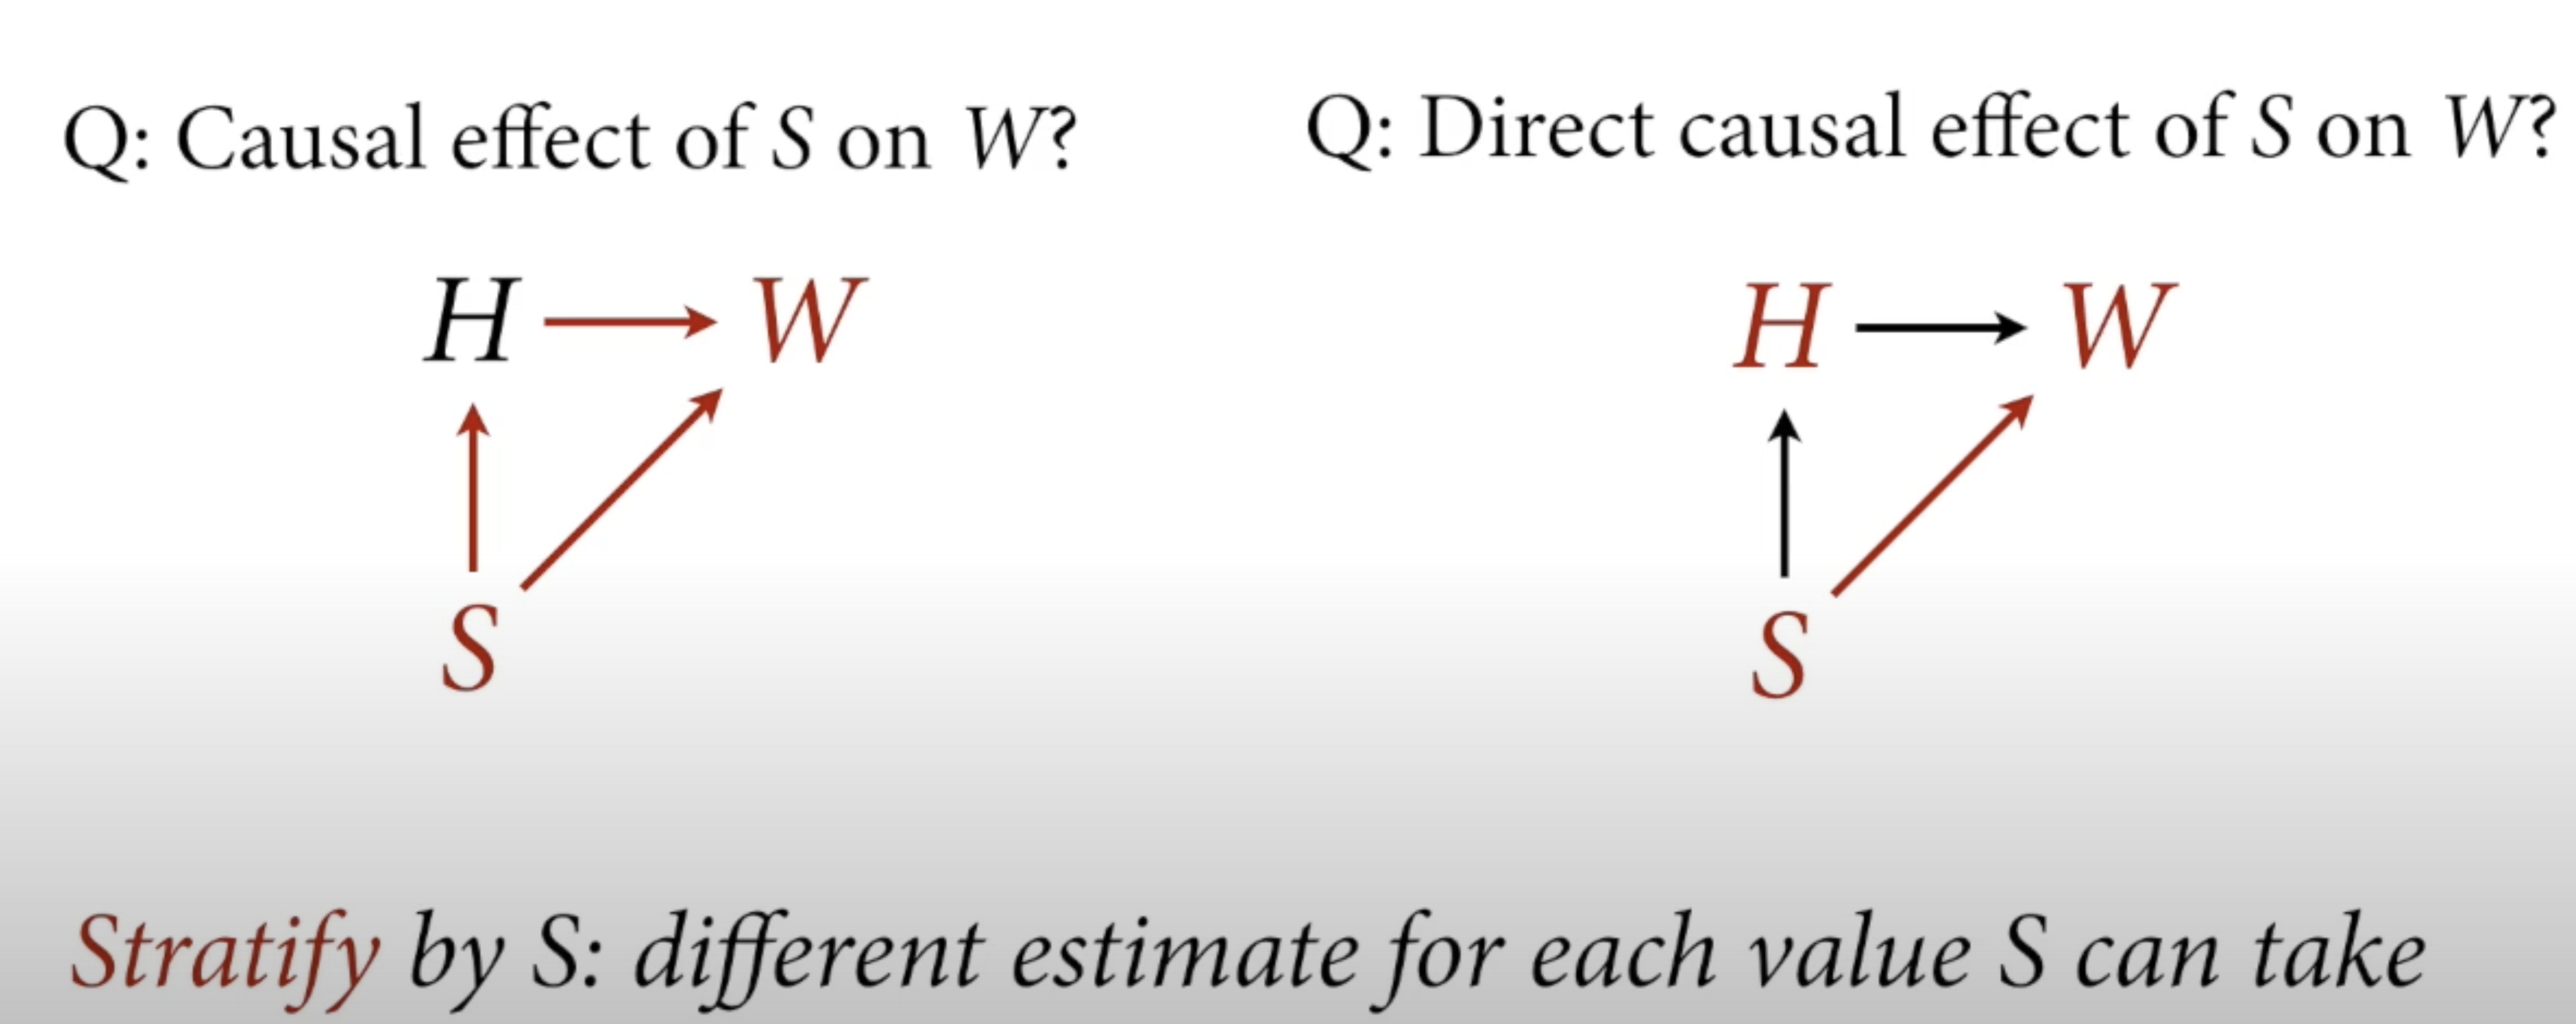 Q: Causal effect of S on W?
Q: Direct causal effect of S on W?
H W
S
H W
S
Stratify by S: different estimate for each value S can take